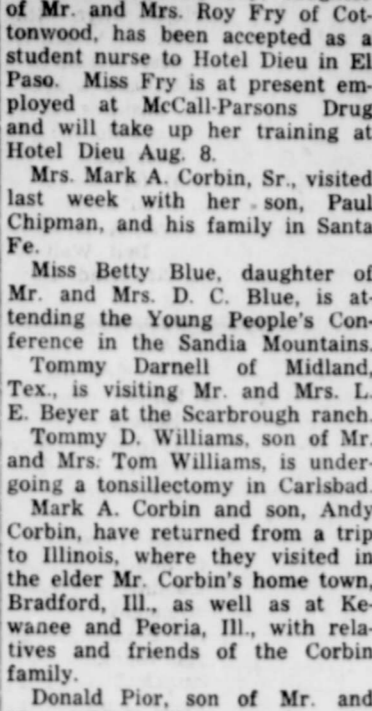 of Mr. and Mrs. Roy Fry of Cot-
tonwood, has been accepted as a
student nurse to Hotel Dieu in El
Paso. Miss Fry is at present em-
ployed at McCall-Parsons Drug
and will take up her training at
Hotel Dieu Aug. 8.
Mrs. Mark A. Corbin, Sr., visited
last week with her son, Paul
Chipman, and his family in Santa
Fe.
Miss Betty Blue, daughter of
Mr. and Mrs. D. C. Blue, is at-
tending the Young People's Con-
ference in the Sandia Mountains.
Tommy Darnell of Midland,
Tex., is visiting Mr. and Mrs. L.
E. Beyer at the Scarbrough ranch.
Tommy D. Williams, son of Mr.
and Mrs. Tom Williams, is under-
going a tonsillectomy in Carlsbad.
Mark A. Corbin and son, Andy
Corbin, have returned from a trip
to Illinois, where they visited in
the elder Mr. Corbin's home town,
Bradford, Ill., as well as at Ke-
wanee and Peoria, Ill., with rela-
tives and friends of the Corbin
family.
Donald Pior, son of Mr. and